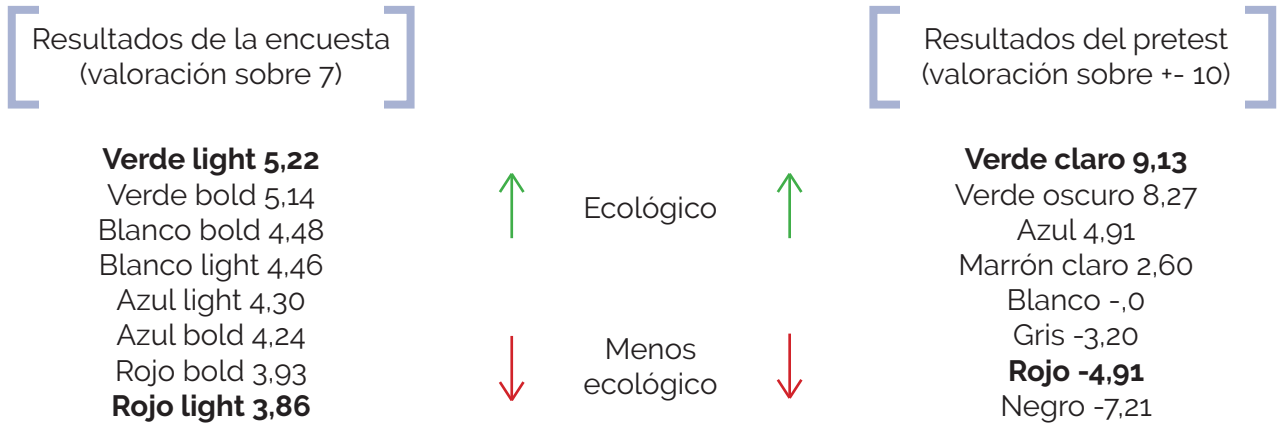 Resultados de la encuesta
(valoración sobre 7)
Verde light 5,22
Verde bold 5,14
Blanco bold 4,48
Blanco light 4,46
Azul light 4,30
Azul bold 4,24
Rojo bold 3,93
Rojo light 3,86
Ecológico
Menos
ecológico
Resultados del pretest
(valoración sobre +- 10)
Verde claro 9,13
Verde oscuro 8,27
Azul 4,91
Marrón claro 2,60
Blanco -,0
Gris -3,20
Rojo -4,91
Negro -7,21